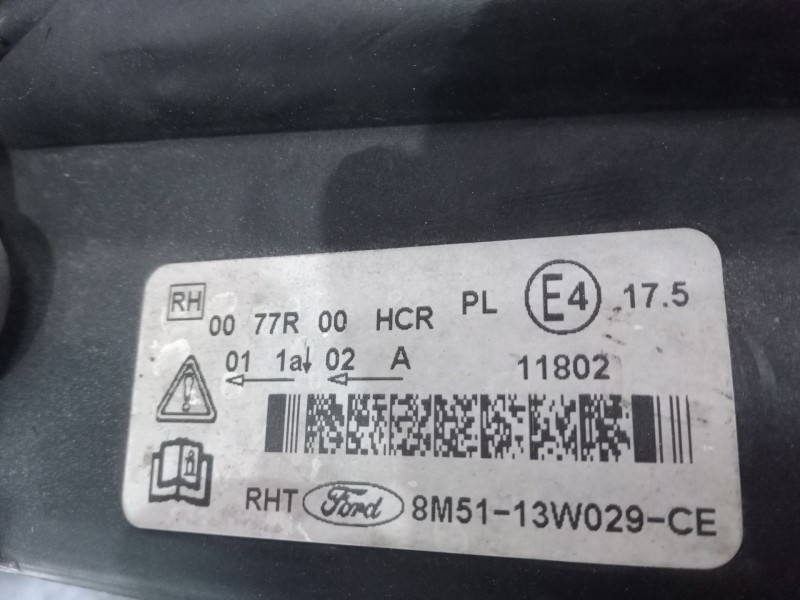 RH 00 77R 00 HCR PL E4 17.5
01 1a 02 A 11802
RHT Ford 8M51-13W029-CE